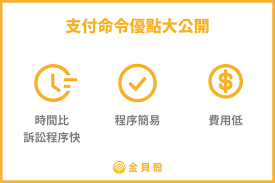 支付命令優點大公開
時間比
訴訟程序快
程序簡易
費用低
金貝殼